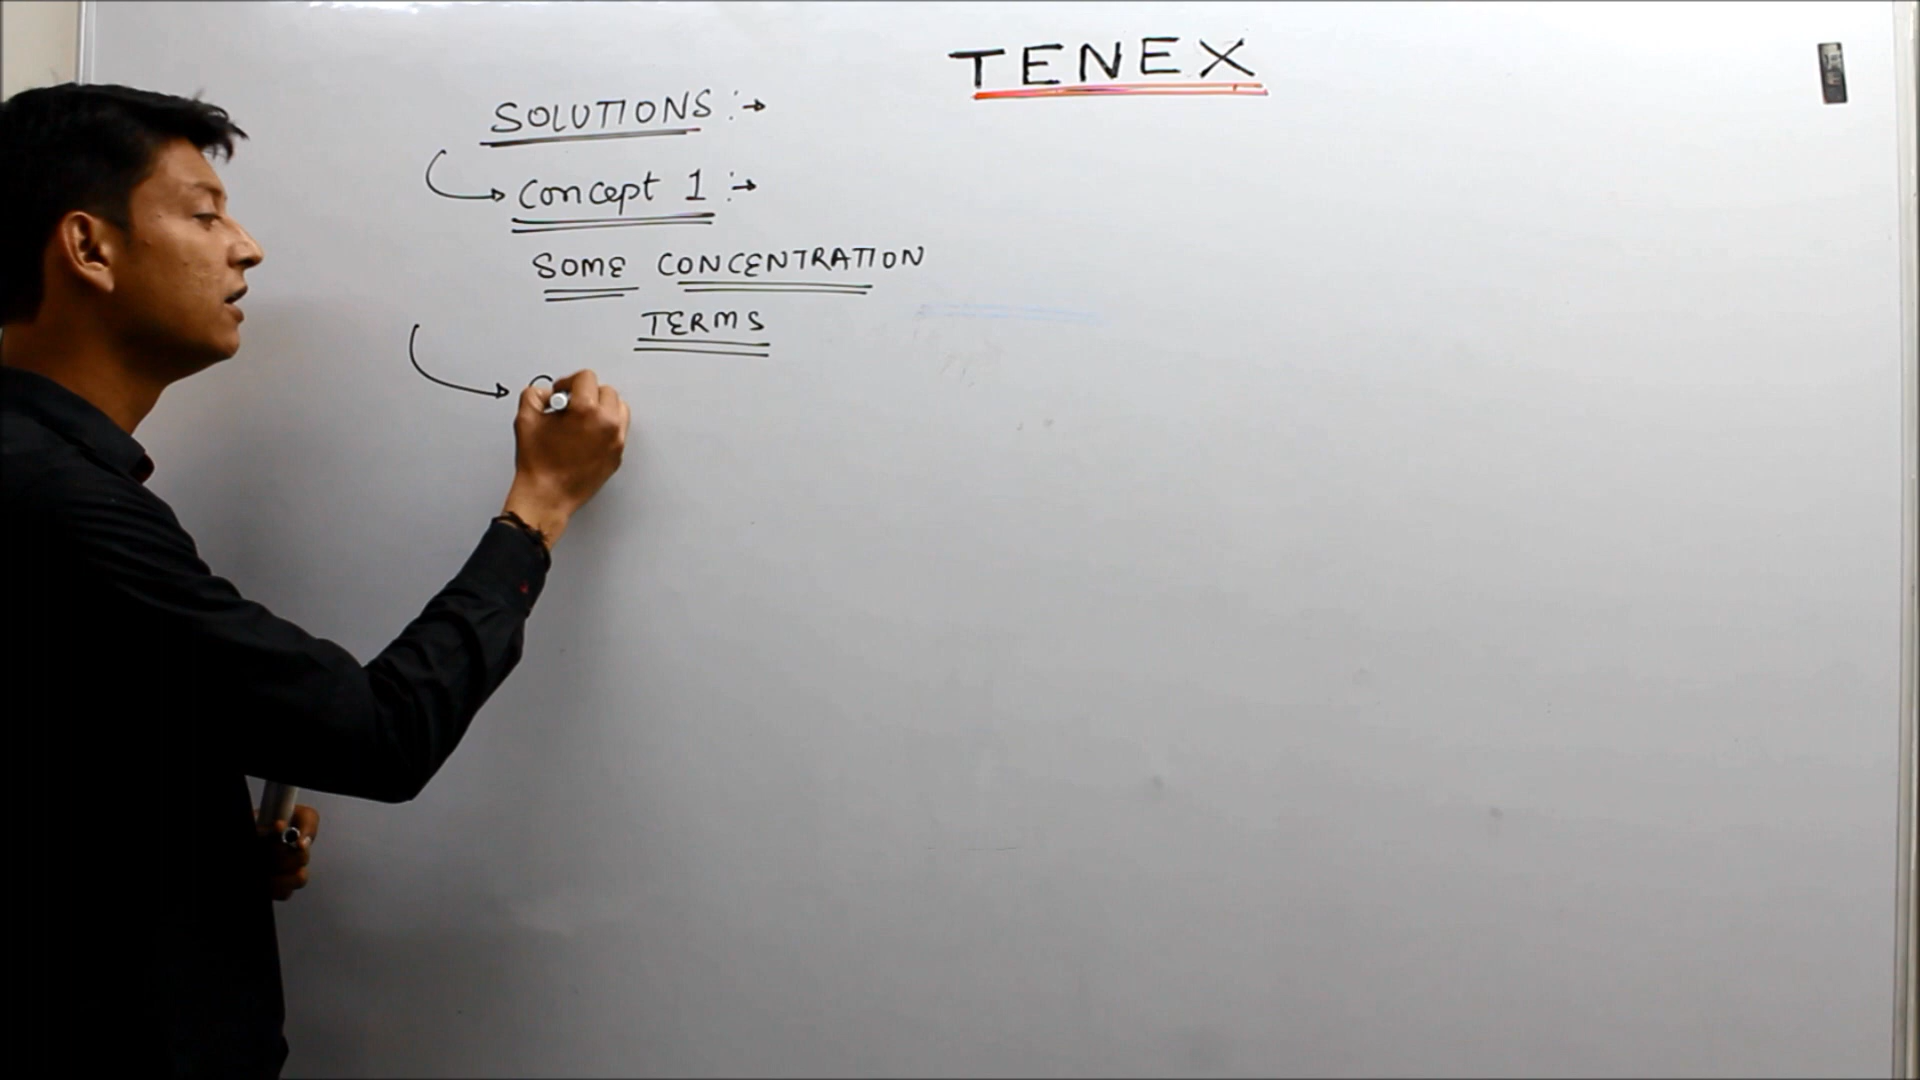 TENEX
SOLUTIONS :→
→ Concept 1 :→
SOME CONCENTRATION
TERMS